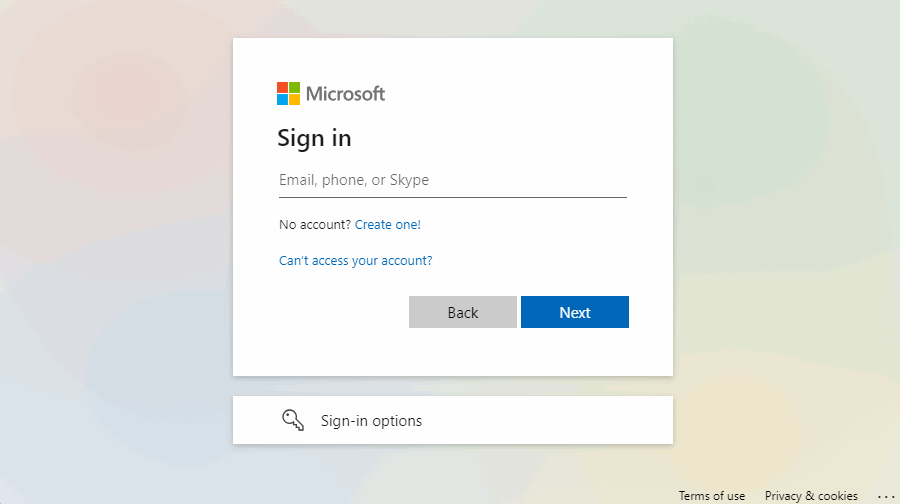 Microsoft
Sign in
Email, phone, or Skype
No account? Create one!
Can't access your account?
Back Next
Sign-in options
Terms of use Privacy & cookies ...